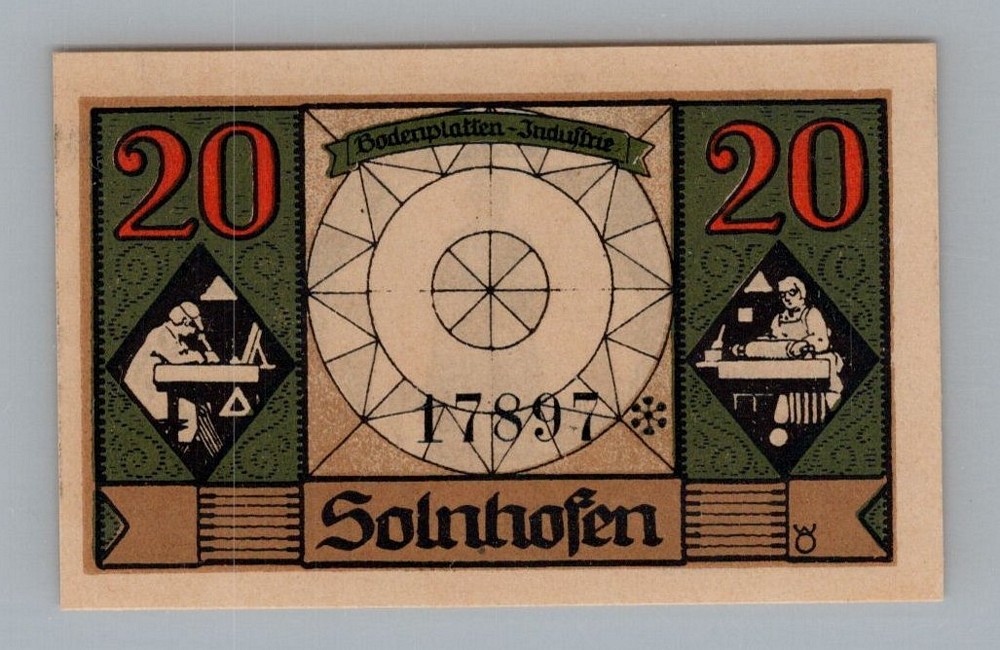 20
Bodenplatten-Industrie
20
17897
Solnhofen